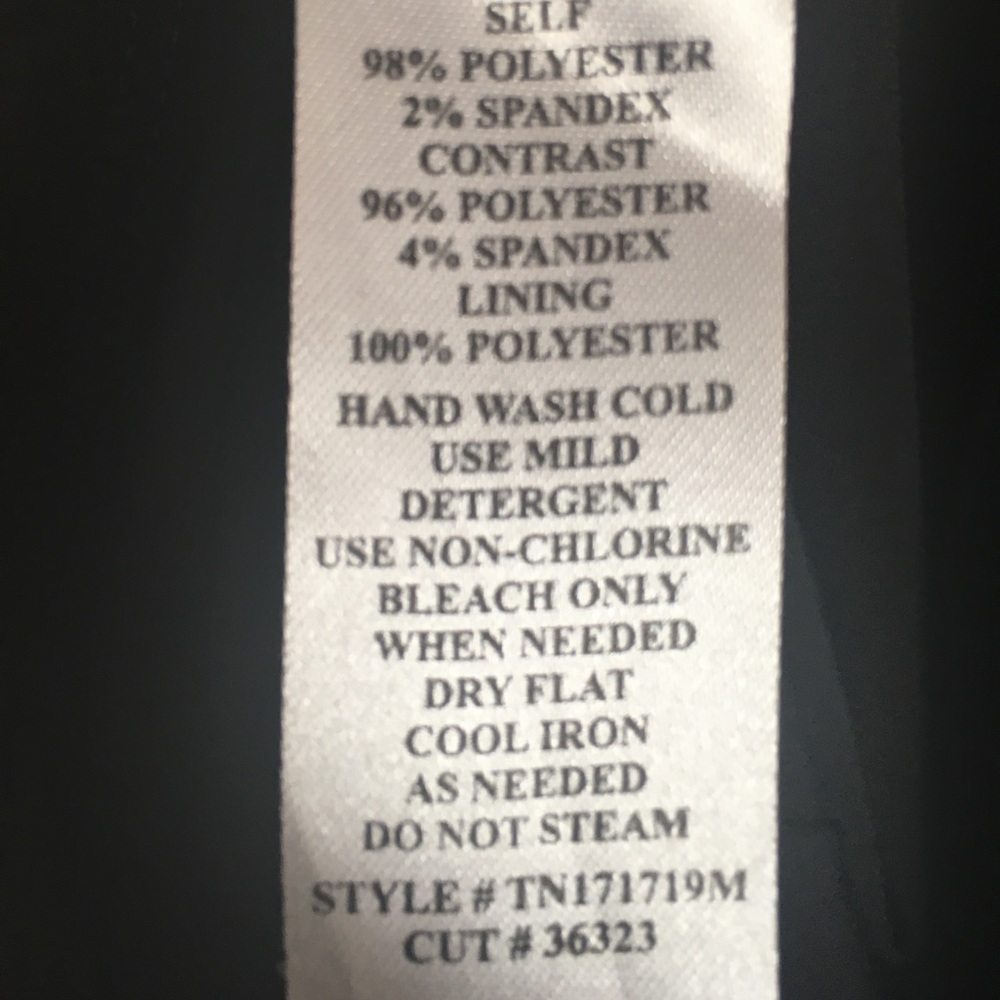 SELF
98% POLYESTER
2% SPANDEX
CONTRAST
96% POLYESTER
4% SPANDEX
LINING
100% POLYESTER
HAND WASH COLD
USE MILD
DETERGENT
USE NON-CHLORINE
BLEACH ONLY
WHEN NEEDED
DRY FLAT
COOL IRON
AS NEEDED
DO NOT STEAM
STYLE # TN171719M
CUT # 36323